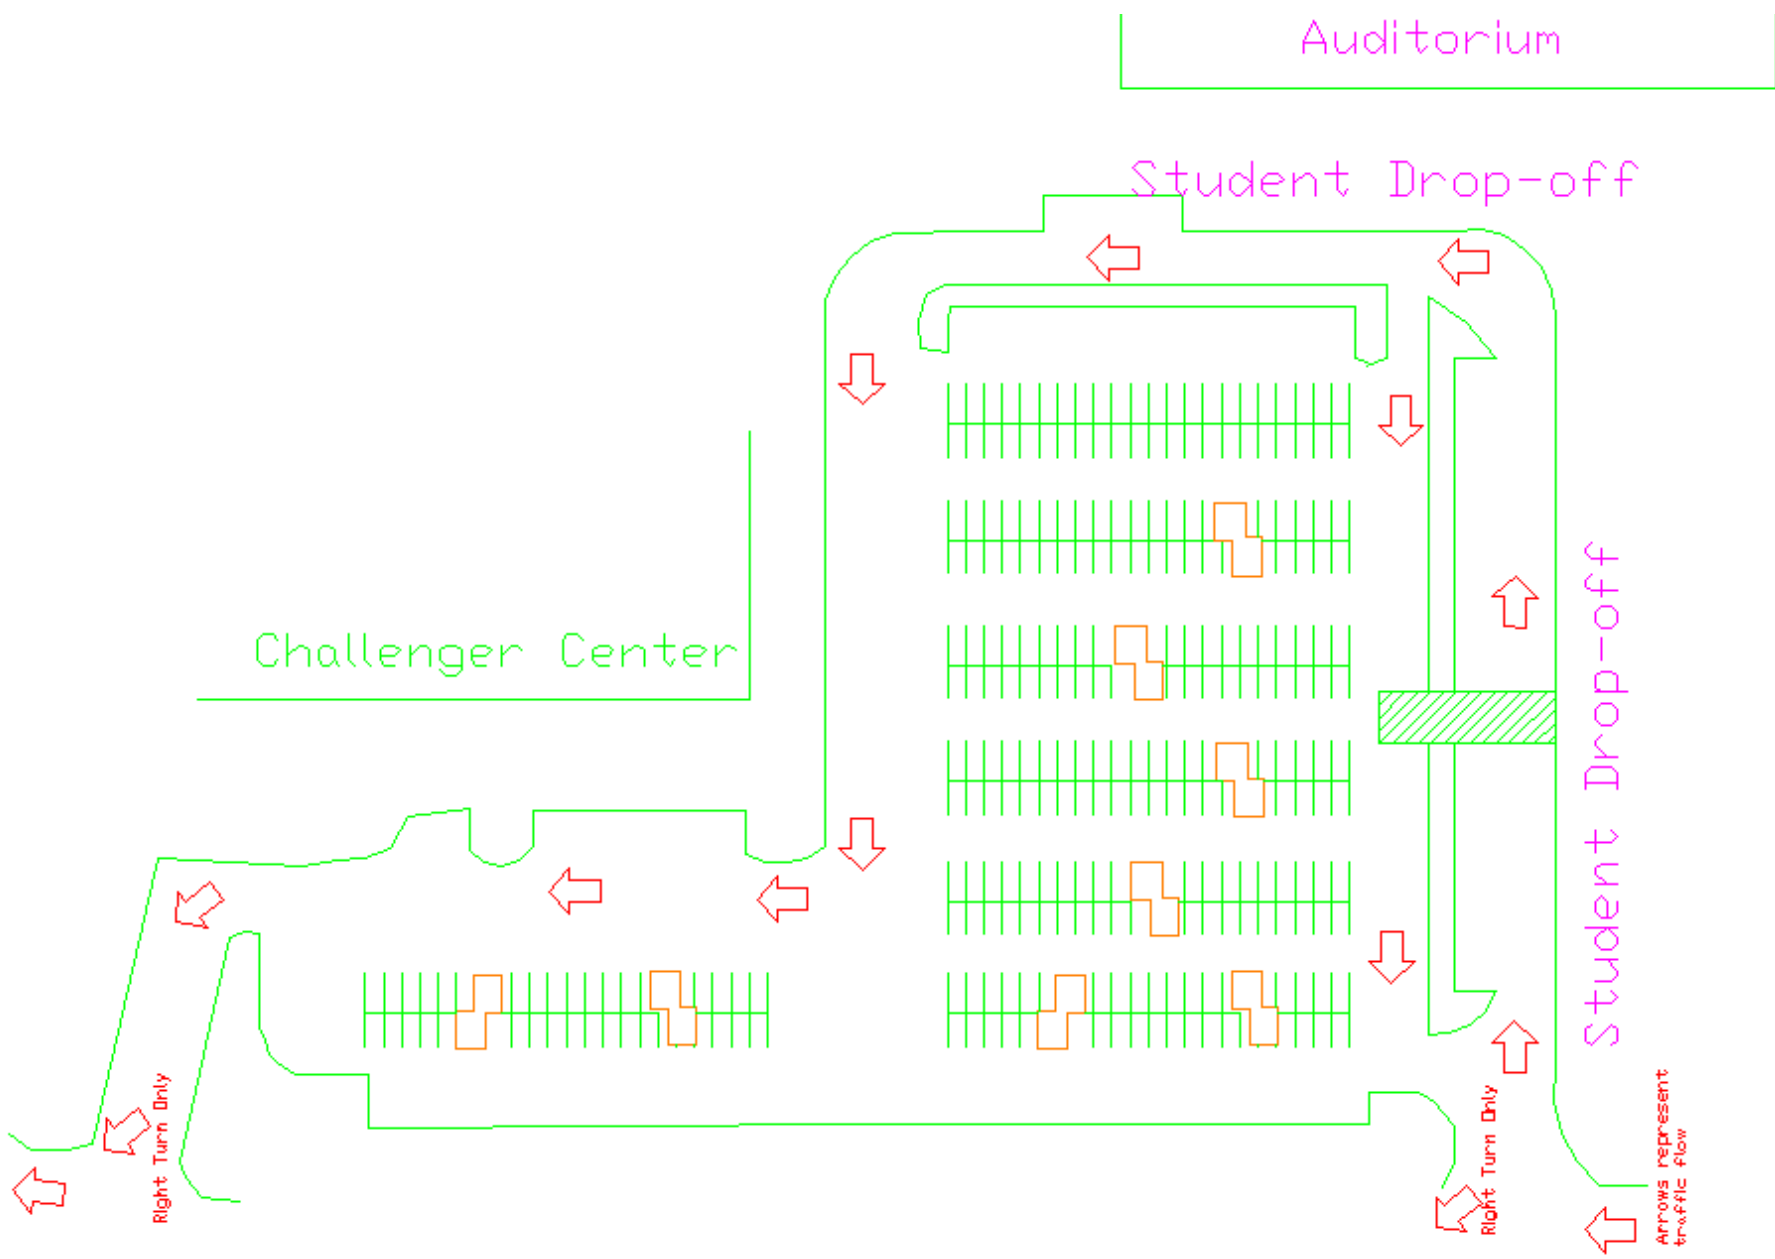 Auditorium
Student Drop-off
Challenger Center
Student Drop-off
Right Turn Only
Right Turn Only
Arrows represent
traffic flow